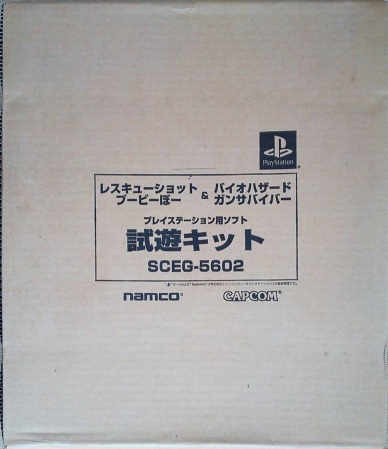 PlayStation
レスキューショット
ブービーぼー
&
バイオハザード
ガンサバイバー
プレイステーション用ソフト
試遊キット
SCEG-5602
namco®
CAPCOM®